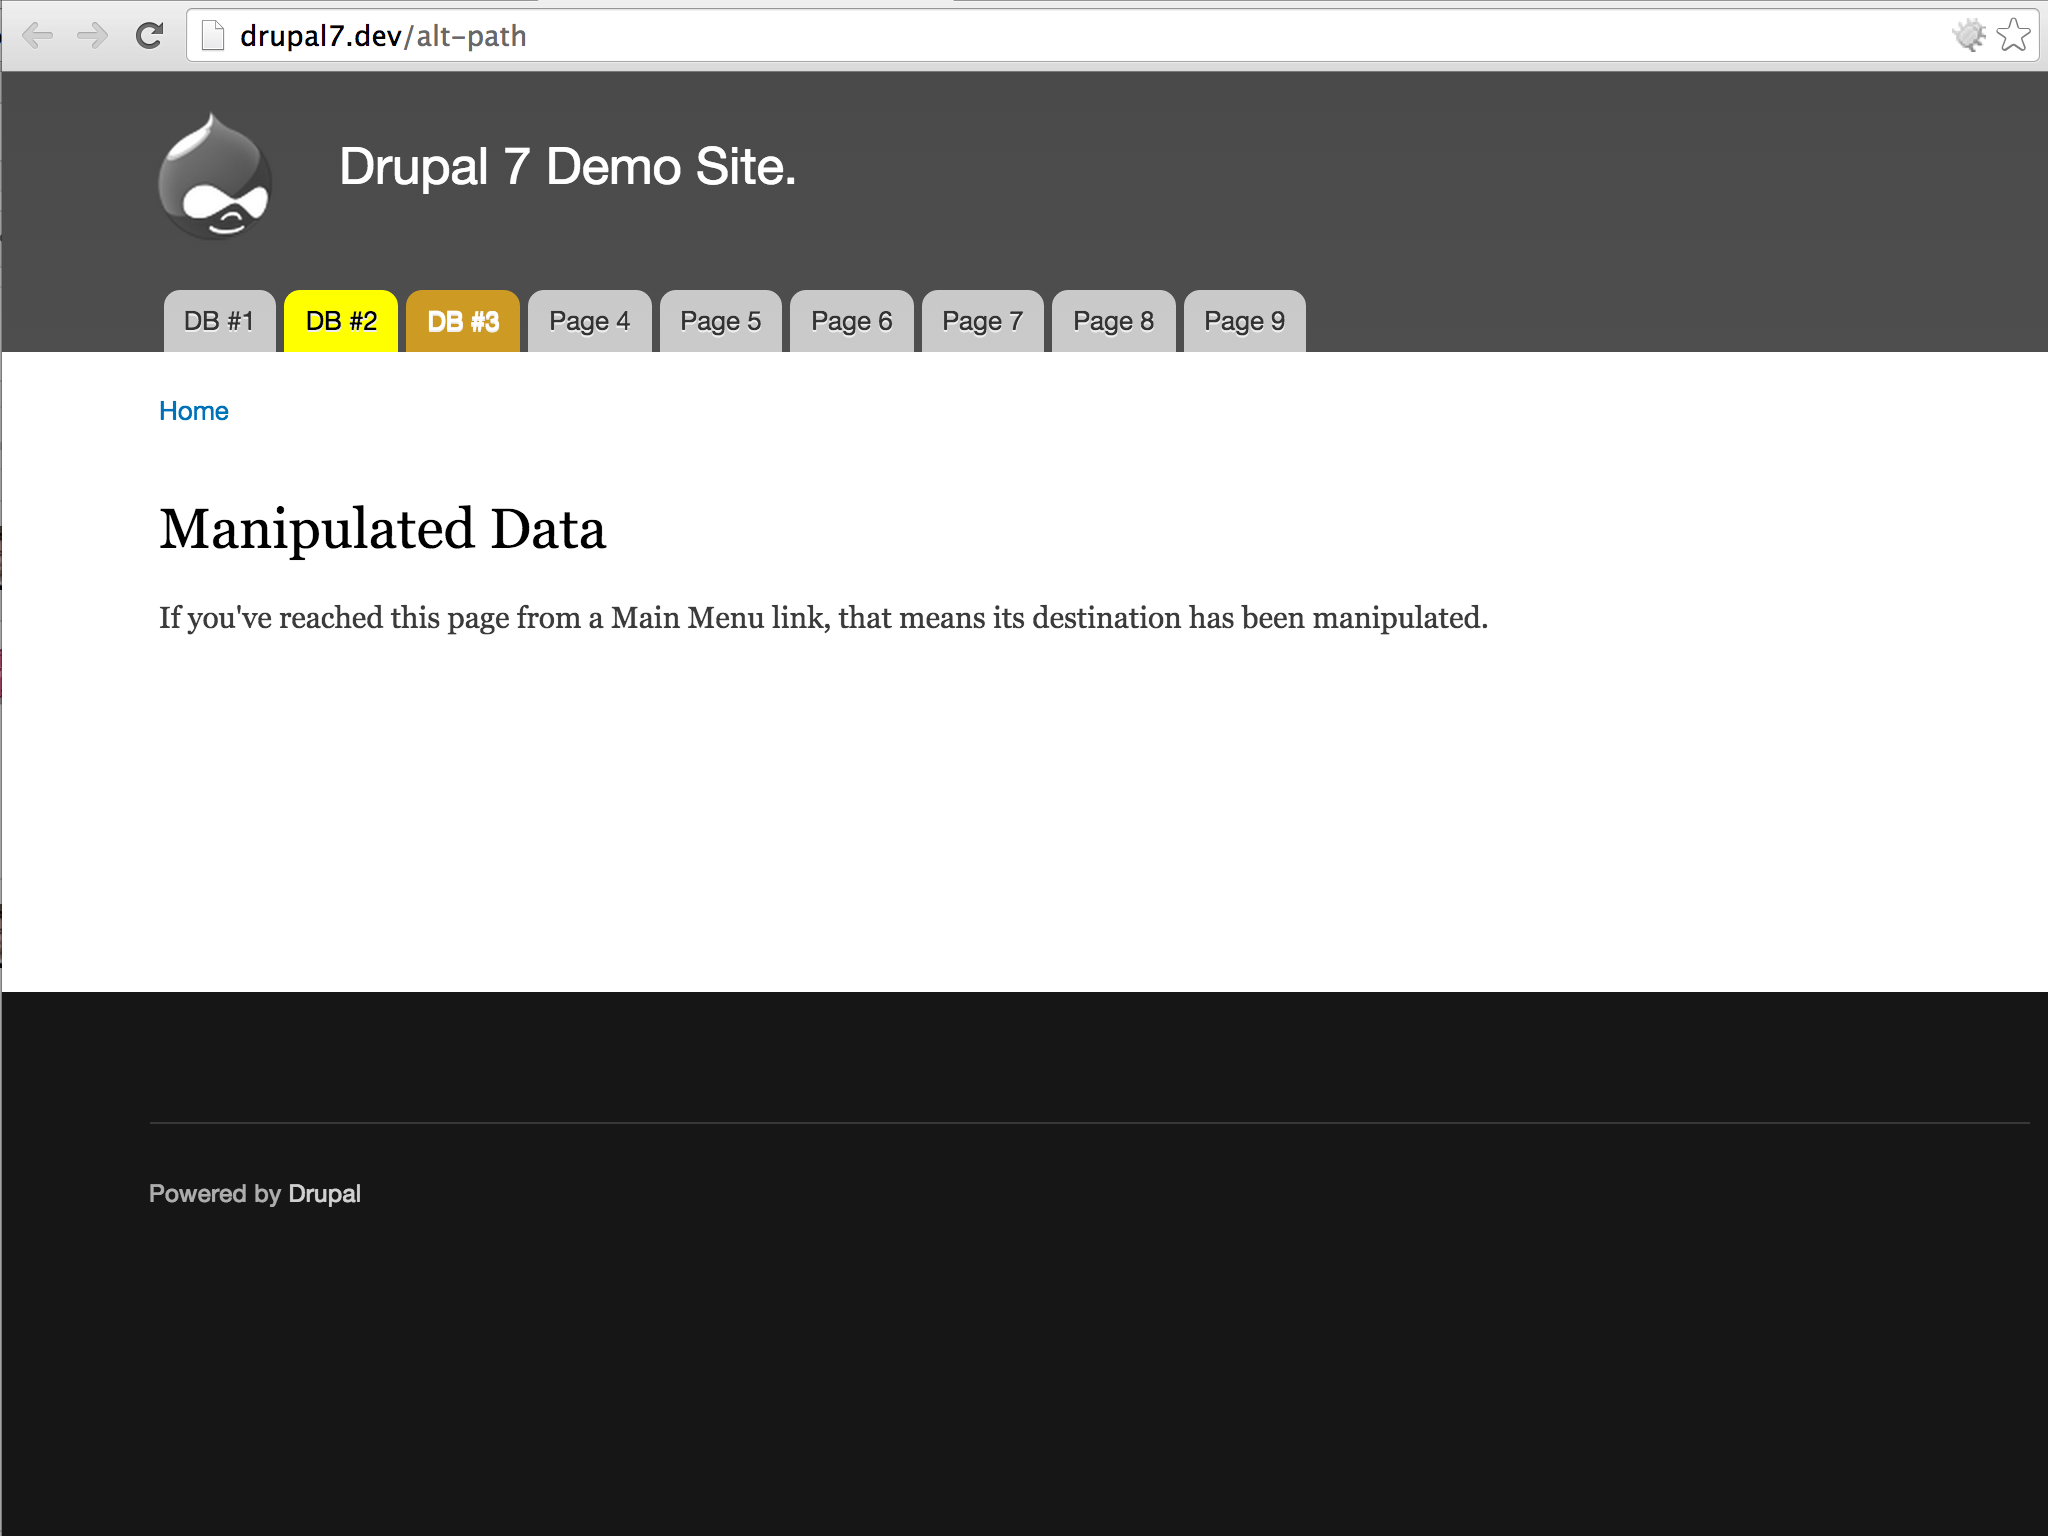 drupal7.dev/alt-path
Drupal 7 Demo Site.
DB #1 DB #2 DB #3 Page 4 Page 5 Page 6 Page 7 Page 8 Page 9
Home
Manipulated Data
If you've reached this page from a Main Menu link, that means its destination has been manipulated.
Powered by Drupal